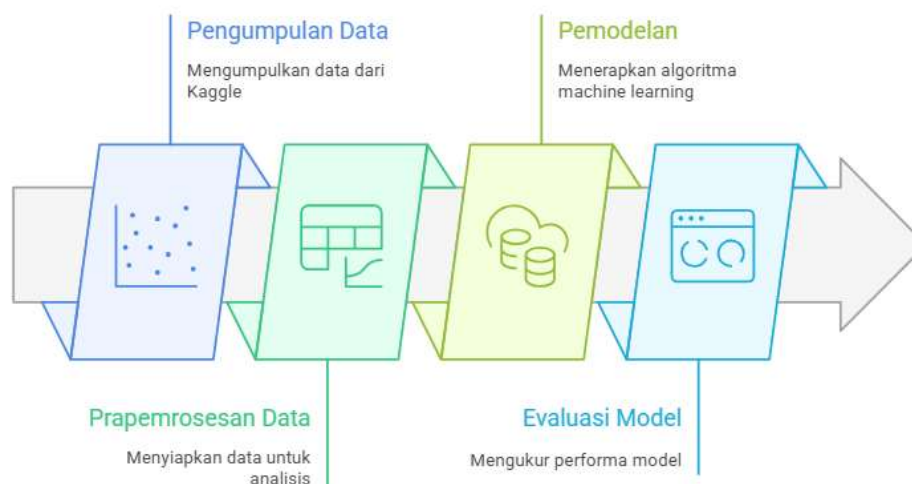 Pengumpulan Data
Mengumpulkan data dari
Kaggle
Prapemrosesan Data
Menyiapkan data untuk
analisis
Pemodelan
Menerapkan algoritma
machine learning
Evaluasi Model
Mengukur performa model